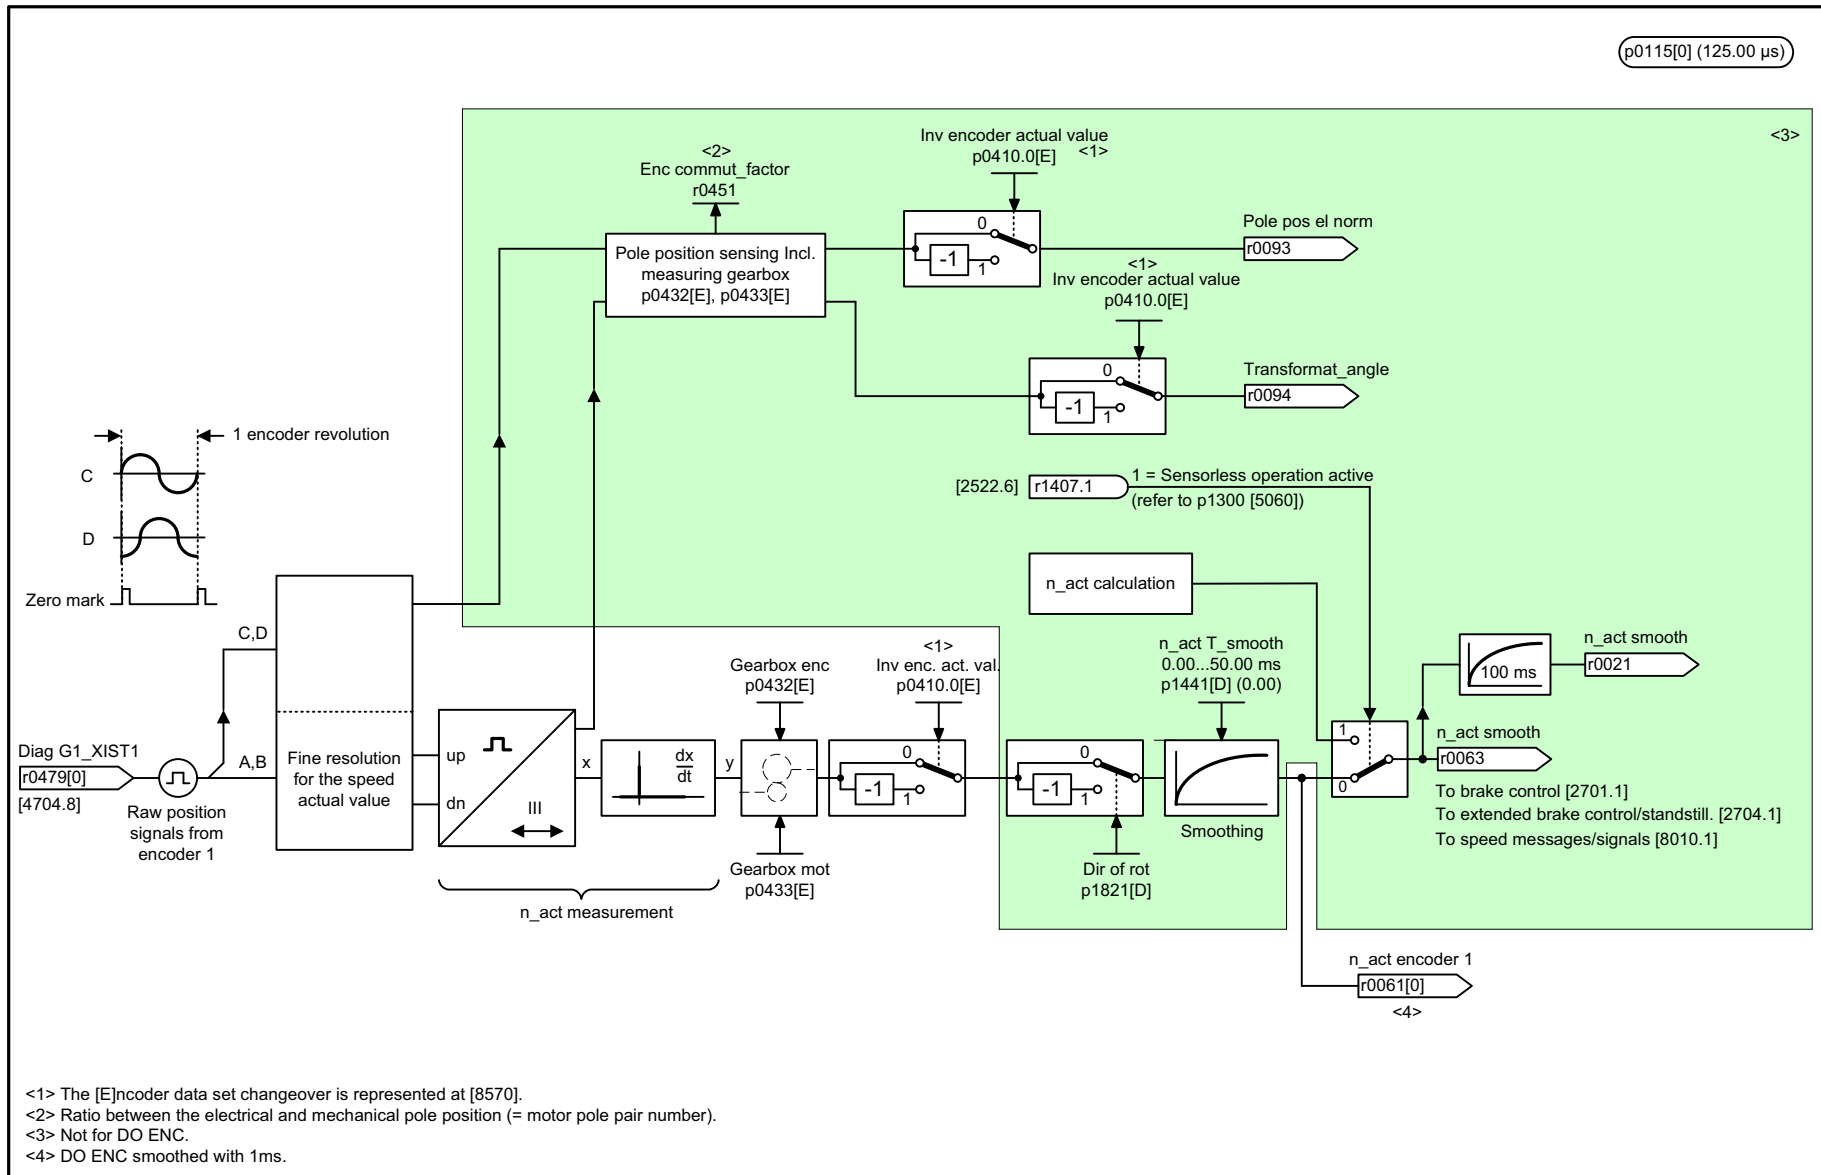 p0115[0] (125.00 µs)
<3>
Inv encoder actual value
p0410.0[E]
<1>
<2>
Enc commut_factor
r0451
Pole position sensing Incl.
measuring gearbox
p0432[E], p0433[E]
0
-1
1
Pole pos el norm
r0093
<1>
Inv encoder actual value
p0410.0[E]
0
-1
1
Transformat_angle
r0094
1 encoder revolution
C
D
Zero mark
[2522.6]
r1407.1
1 = Sensorless operation active
(refer to p1300 [5060])
n_act calculation
C,D
A,B
Diag G1_XIST1
r0479[0]
[4704.8]
Raw position
signals from
encoder 1
Fine resolution
for the speed
actual value
up
dn
III
x
dx
dt
y
n_act measurement
Gearbox enc
p0432[E]
Gearbox mot
p0433[E]
<1>
Inv enc. act. val.
p0410.0[E]
0
-1
1
0
-1
1
Dir of rot
p1821[D]
n_act T_smooth
0.00...50.00 ms
p1441[D] (0.00)
Smoothing
1
0
100 ms
n_act smooth
r0021
n_act smooth
r0063
To brake control [2701.1]
To extended brake control/standstill. [2704.1]
To speed messages/signals [8010.1]
n_act encoder 1
r0061[0]
<4>
<1> The [E]ncoder data set changeover is represented at [8570].
<2> Ratio between the electrical and mechanical pole position (= motor pole pair number).
<3> Not for DO ENC.
<4> DO ENC smoothed with 1ms.